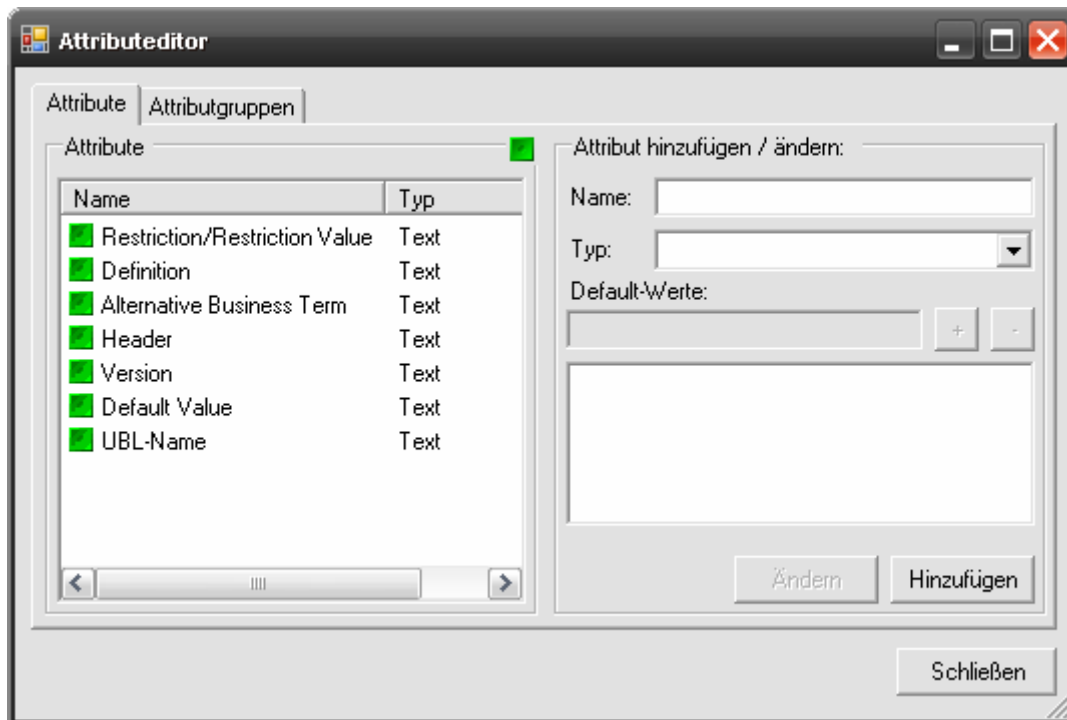 Attributeditor
Attribute
Attributgruppen
Attribute
Name Typ
Restriction/Restriction Value Text
Definition Text
Alternative Business Term Text
Header Text
Version Text
Default Value Text
UBL-Name Text
Attribut hinzufügen / ändern:
Name:
Typ:
Default-Werte:
+ -
Ändern Hinzufügen
Schließen